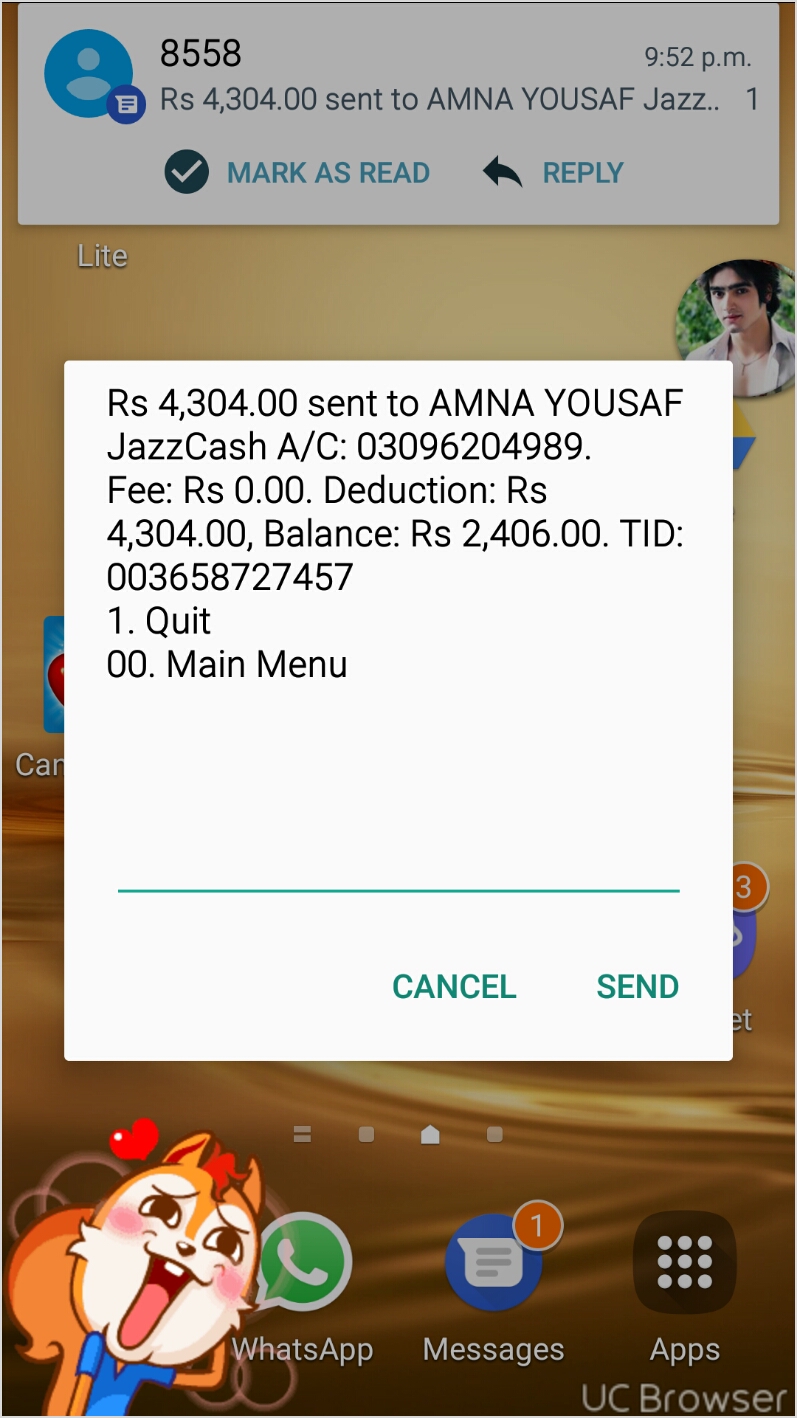 8558
9:52 p.m.
Rs 4,304.00 sent to AMNA YOUSAF Jazz.. 1
MARK AS READ
REPLY
Lite
Rs 4,304.00 sent to AMNA YOUSAF
JazzCash A/C: 03096204989.
Fee: Rs 0.00. Deduction: Rs
4,304.00, Balance: Rs 2,406.00. TID:
003658727457
1. Quit
00. Main Menu
Can
3
CANCEL SEND
et
1
WhatsApp Messages Apps
UC Browser